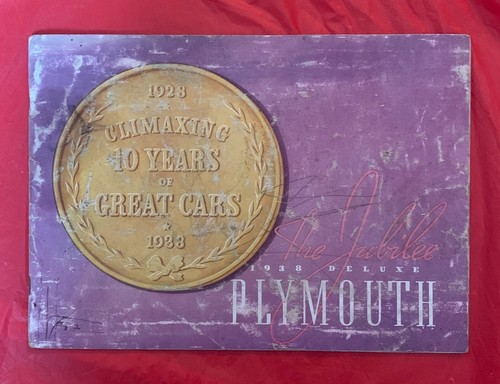 1928
CLIMAXING
10 YEARS
OF
GREAT CARS
1938
The Jubilee
1938 DELUXE
PLYMOUTH